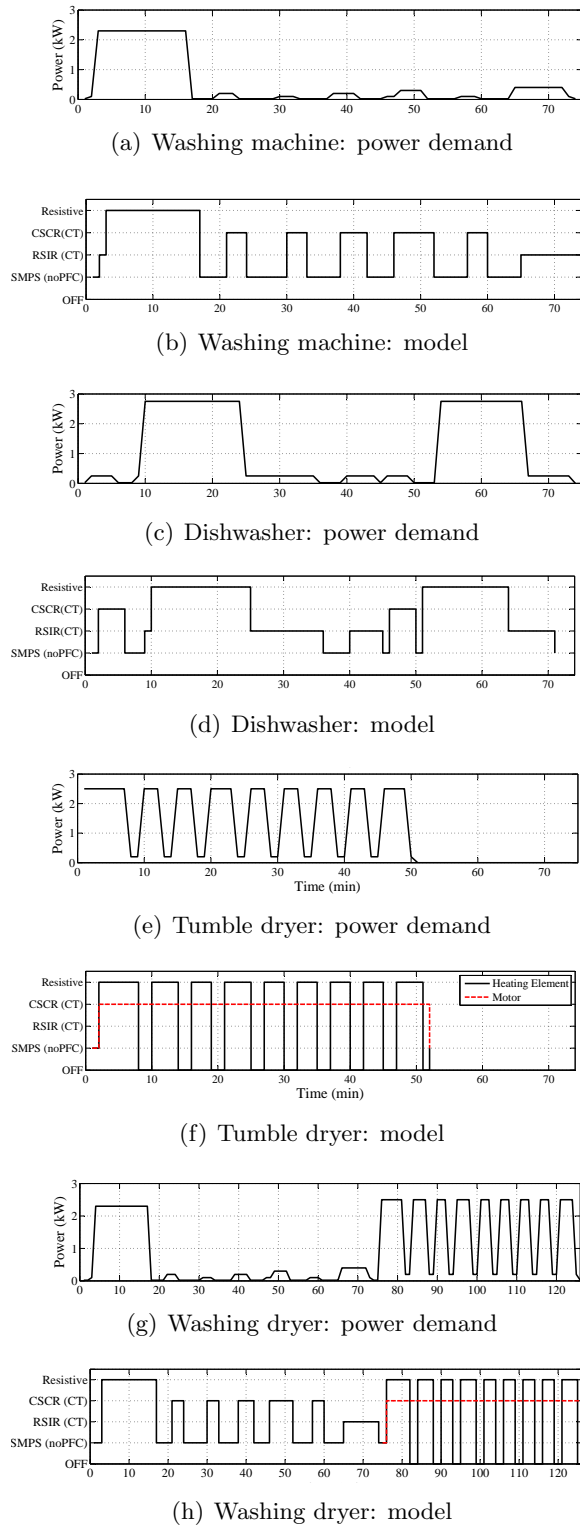 3
2
1
0
Power (kW)
0 10 20 30 40 50 60 70
(a) Washing machine: power demand
Resistive
CSCR(CT)
RSIR (CT)
SMPS (noPFC)
OFF
0 10 20 30 40 50 60 70
(b) Washing machine: model
3
2
1
0
Power (kW)
0 10 20 30 40 50 60 70
(c) Dishwasher: power demand
Resistive
CSCR(CT)
RSIR(CT)
SMPS (noPFC)
OFF
0 10 20 30 40 50 60 70
(d) Dishwasher: model
3
2
1
0
Power (kW)
0 10 20 30 40 50 60 70
Time (min)
(e) Tumble dryer: power demand
Resistive
CSCR (CT)
RSIR (CT)
SMPS (noPFC)
OFF
Heating Element
Motor
0 10 20 30 40 50 60 70
Time (min)
(f) Tumble dryer: model
3
2
1
0
Power (kW)
0 10 20 30 40 50 60 70 80 90 100 110 120
(g) Washing dryer: power demand
Resistive
CSCR (CT)
RSIR (CT)
SMPS (noPFC)
OFF
0 10 20 30 40 50 60 70 80 90 100 110 120
(h) Washing dryer: model